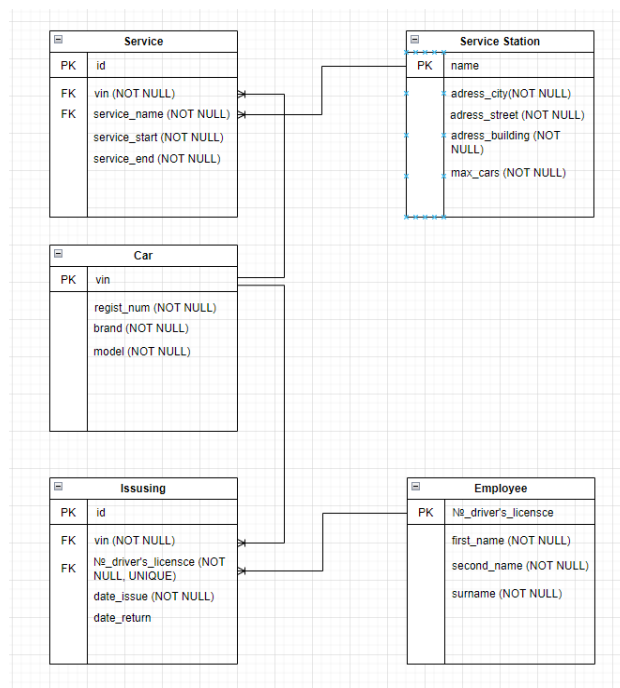 Service
PK id
FK vin (NOT NULL)
FK service_name (NOT NULL)
service_start (NOT NULL)
service_end (NOT NULL)
Service Station
PK name
adress_city(NOT NULL)
adress_street (NOT NULL)
adress_building (NOT
NULL)
max_cars (NOT NULL)
Car
PK vin
regist_num (NOT NULL)
brand (NOT NULL)
model (NOT NULL)
Issusing
PK id
FK vin (NOT NULL)
FK №_driver's_licensce (NOT
NULL, UNIQUE)
date_issue (NOT NULL)
date_return
Employee
PK №_driver's_licensce
first_name (NOT NULL)
second_name (NOT NULL)
surname (NOT NULL)